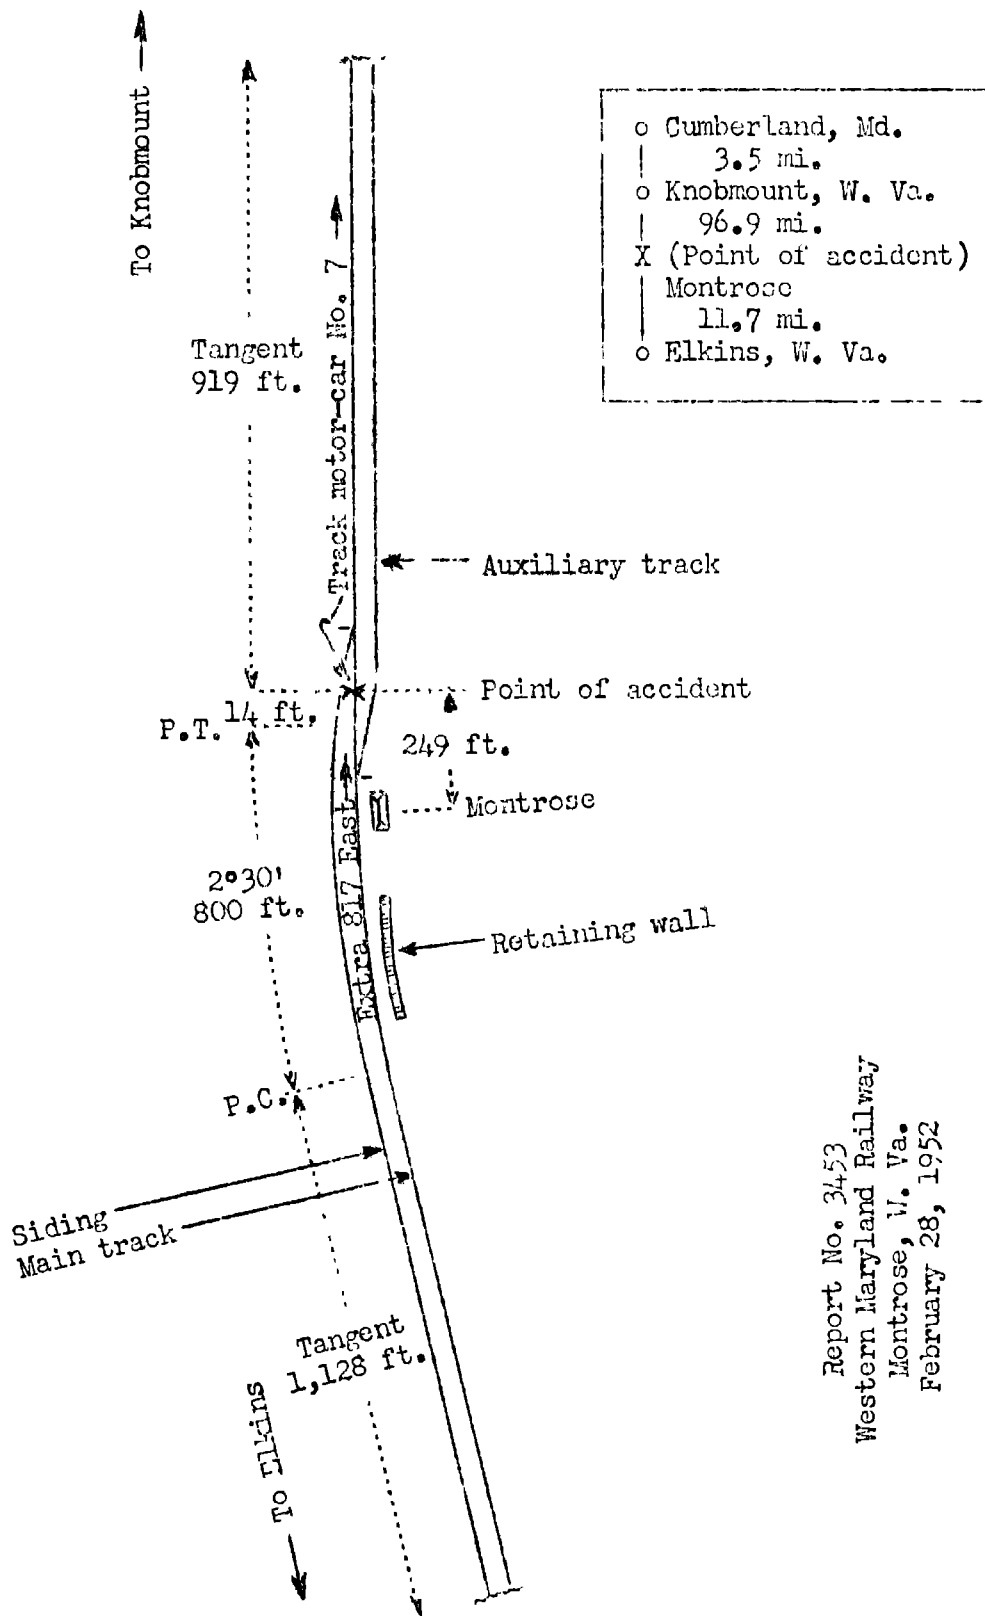 To Knobmount
o Cumberland, Md.
3.5 mi.
o Knobmount, W. Va.
96.9 mi.
X (Point of accident)
Montrose
11.7 mi.
o Elkins, W. Va.
Tangent
919 ft.
Track motor-car No. 7
Auxiliary track
Point of accident
14 ft.
P.T.
249 ft.
Montrose
Extra 817 East
2°30'
800 ft.
Retaining wall
P.C.
Siding
Main track
Tangent
1,128 ft.
To Elkins
Report No. 3453
Western Maryland Railway
Montrose, W. Va.
February 28, 1952